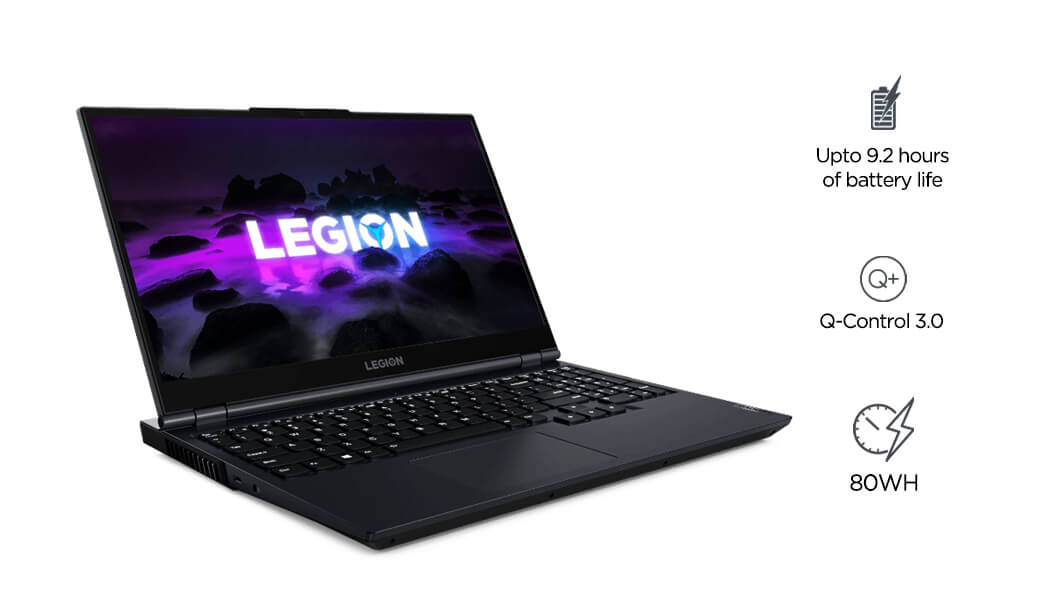 LEGION
LEGION
Upto 9.2 hours
of battery life
Q+
Q-Control 3.0
80WH